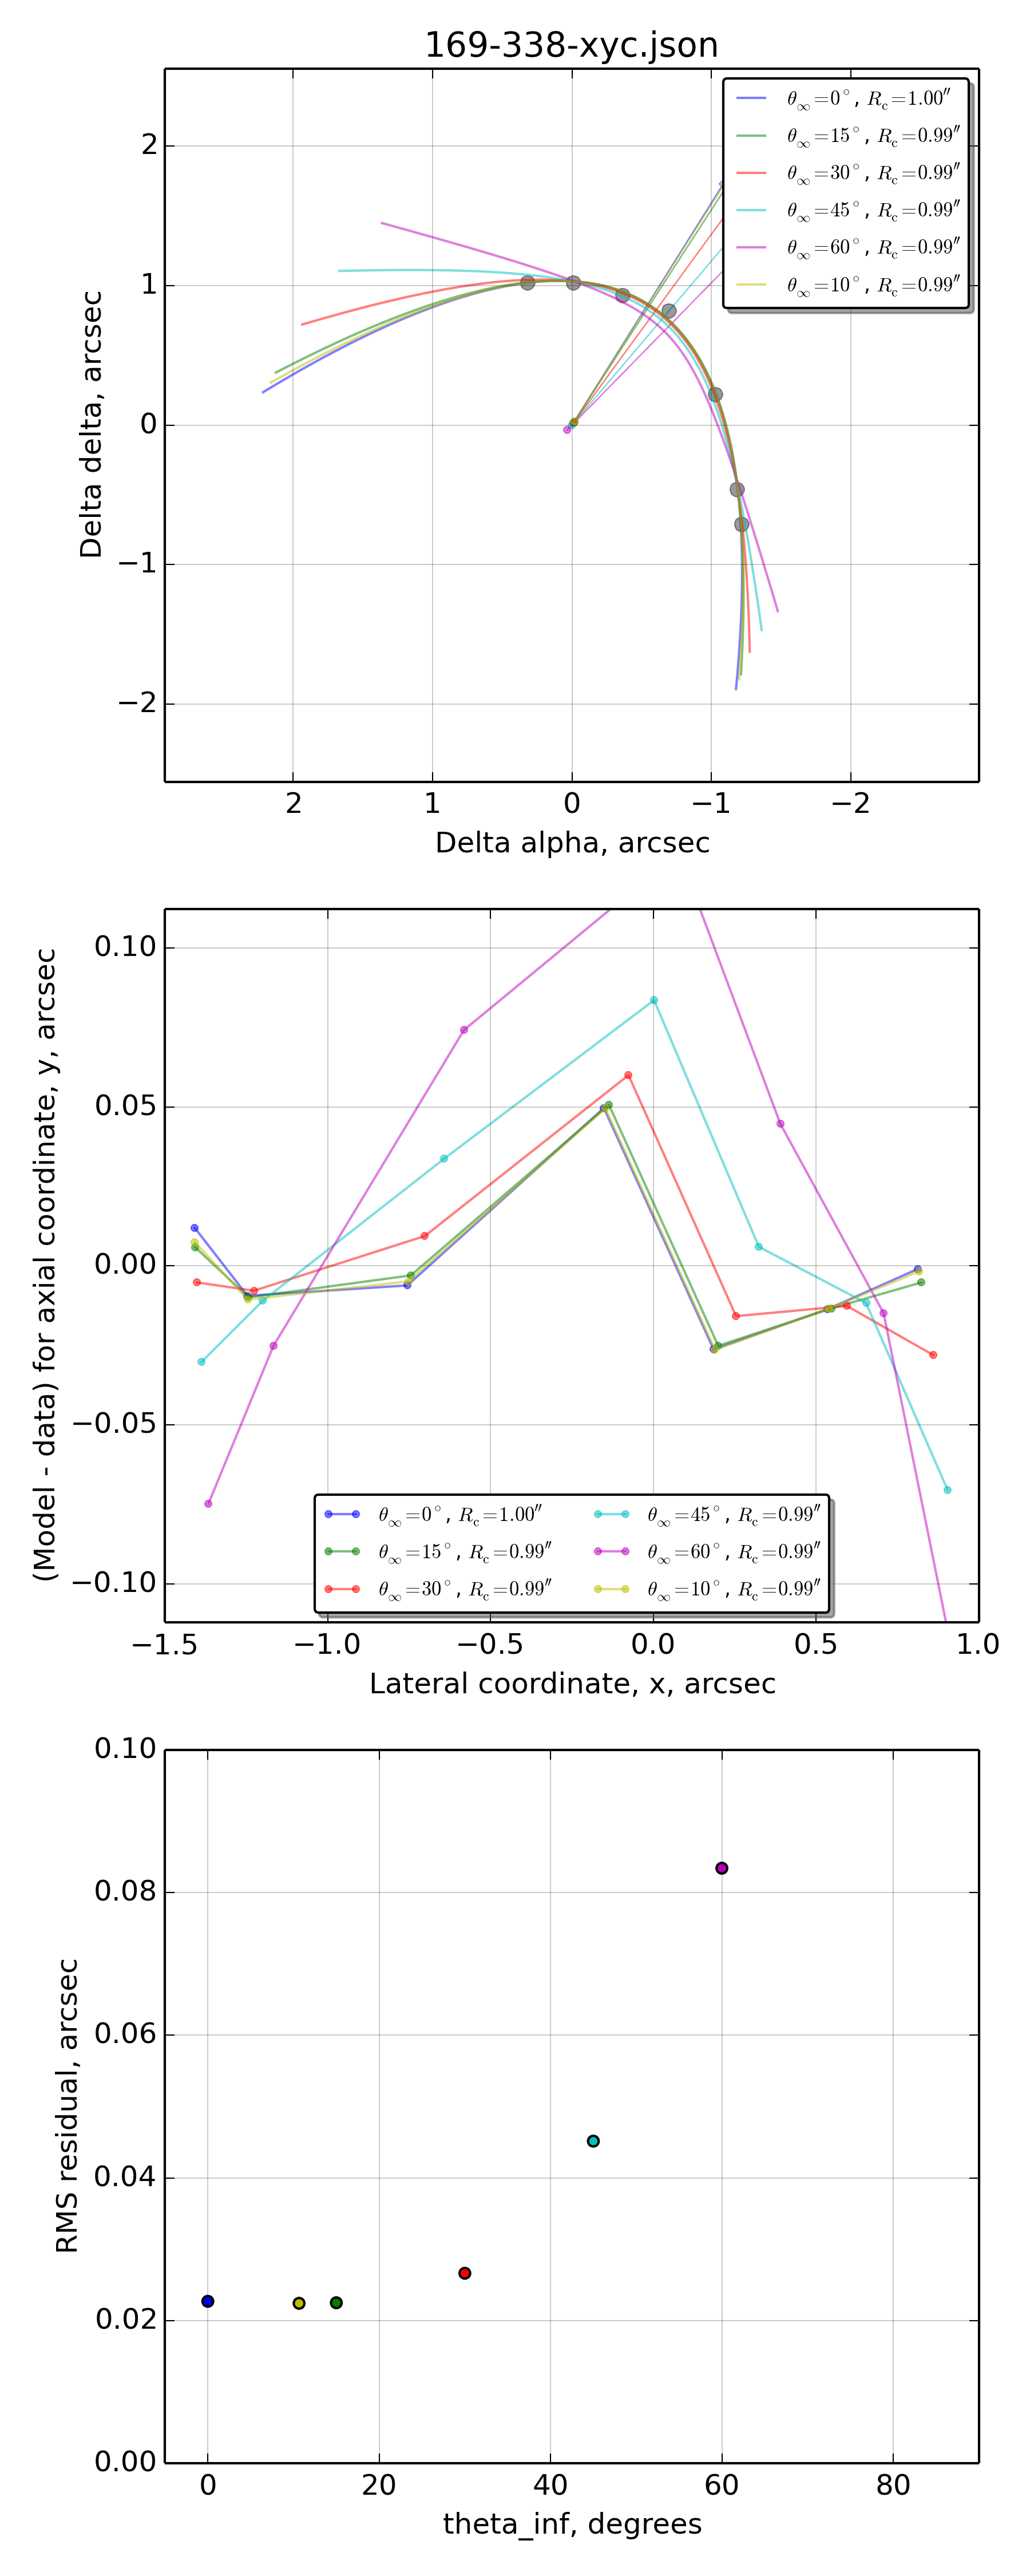 169-338-xyc.json
θ∞=0°, Rc=1.00″
θ∞=15°, Rc=0.99″
θ∞=30°, Rc=0.99″
θ∞=45°, Rc=0.99″
θ∞=60°, Rc=0.99″
θ∞=10°, Rc=0.99″
2
1
0
−1
−2
Delta delta, arcsec
2 1 0 −1 −2
Delta alpha, arcsec
0.10
0.05
0.00
−0.05
−0.10
(Model - data) for axial coordinate, y, arcsec
θ∞=0°, Rc=1.00″ θ∞=45°, Rc=0.99″
θ∞=15°, Rc=0.99″ θ∞=60°, Rc=0.99″
θ∞=30°, Rc=0.99″ θ∞=10°, Rc=0.99″
−1.5 −1.0 −0.5 0.0 0.5 1.0
Lateral coordinate, x, arcsec
0.10
0.08
0.06
0.04
0.02
0.00
RMS residual, arcsec
0 20 40 60 80
theta_inf, degrees